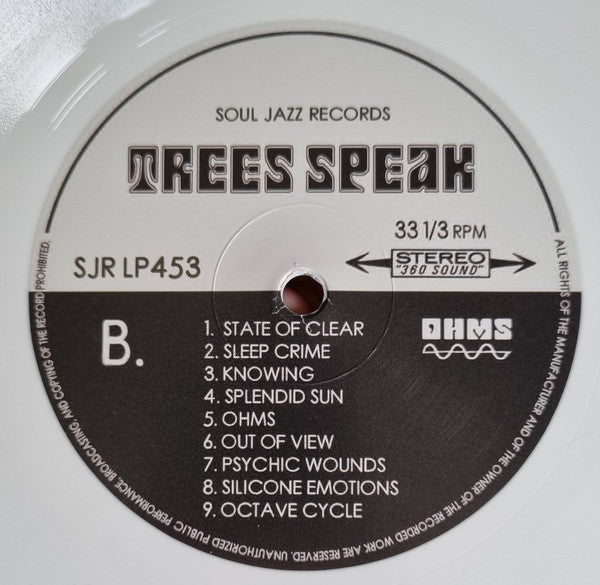 SOUL JAZZ RECORDS
TREES SPEAK
33 1/3 RPM
SJR LP453
STEREO
"360 SOUND"
B.
OHMS
1. STATE OF CLEAR
2. SLEEP CRIME
3. KNOWING
4. SPLENDID SUN
5. OHMS
6. OUT OF VIEW
7. PSYCHIC WOUNDS
8. SILICONE EMOTIONS
9. OCTAVE CYCLE
ALL RIGHTS OF THE MANUFACTURER AND OF THE OWNER OF THE RECORDED WORK ARE RESERVED. UNAUTHORIZED PUBLIC PERFORMANCE, BROADCASTING, AND COPYING OF THE RECORD PROHIBITED.